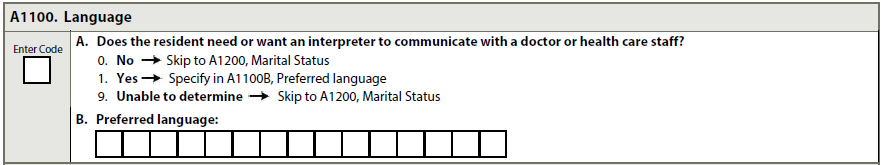 A1100. Language
Enter Code
A. Does the resident need or want an interpreter to communicate with a doctor or health care staff?
0. No → Skip to A1200, Marital Status
1. Yes → Specify in A1100B, Preferred language
9. Unable to determine → Skip to A1200, Marital Status
B. Preferred language: